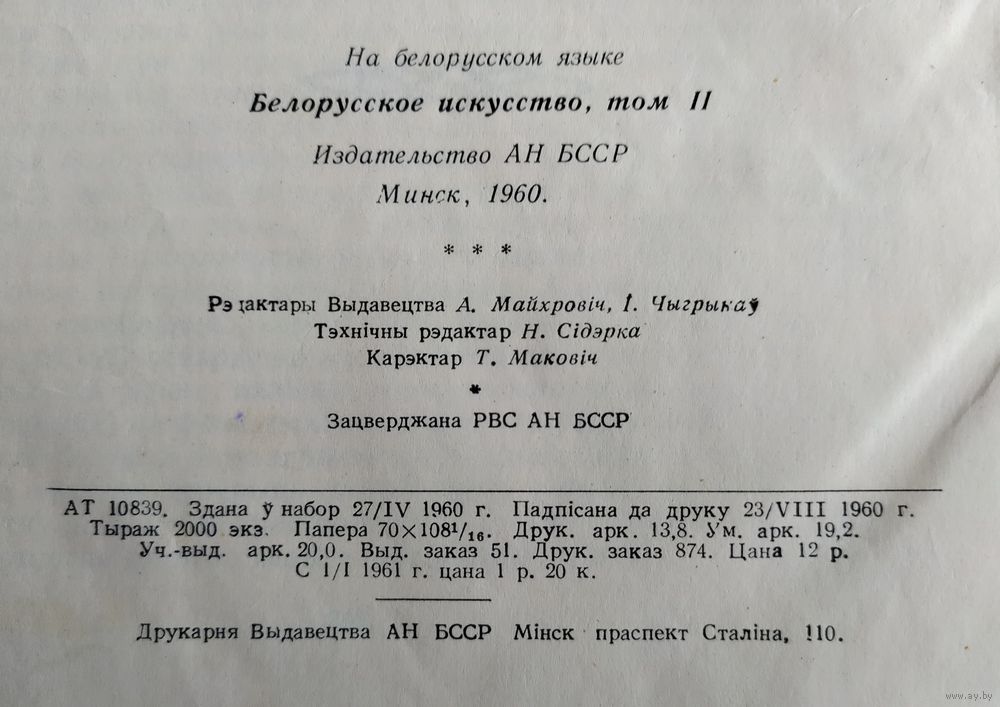 На белорусском языке
Белорусское искусство, том II
Издательство АН БССР
Минск, 1960.
* * *
Рэдактары Выдавецтва А. Майхровіч, І. Чыгрыкаў
Тэхнічны рэдактар Н. Сідэрка
Карэктар Т. Маковіч
*
Зацверджана РВС АН БССР
АТ 10839. Здана ў набор 27/IV 1960 г. Падпісана да друку 23/VIII 1960 г.
Тыраж 2000 экз. Папера 70×108¹/₁₆. Друк. арк. 13,8. Ум. арк. 19,2.
Уч.-выд. арк. 20,0. Выд. заказ 51. Друк. заказ 874. Цана 12 р.
С 1/I 1961 г. цана 1 р. 20 к.
Друкарня Выдавецтва АН БССР Мінск праспект Сталіна, 110.
www.ay.by